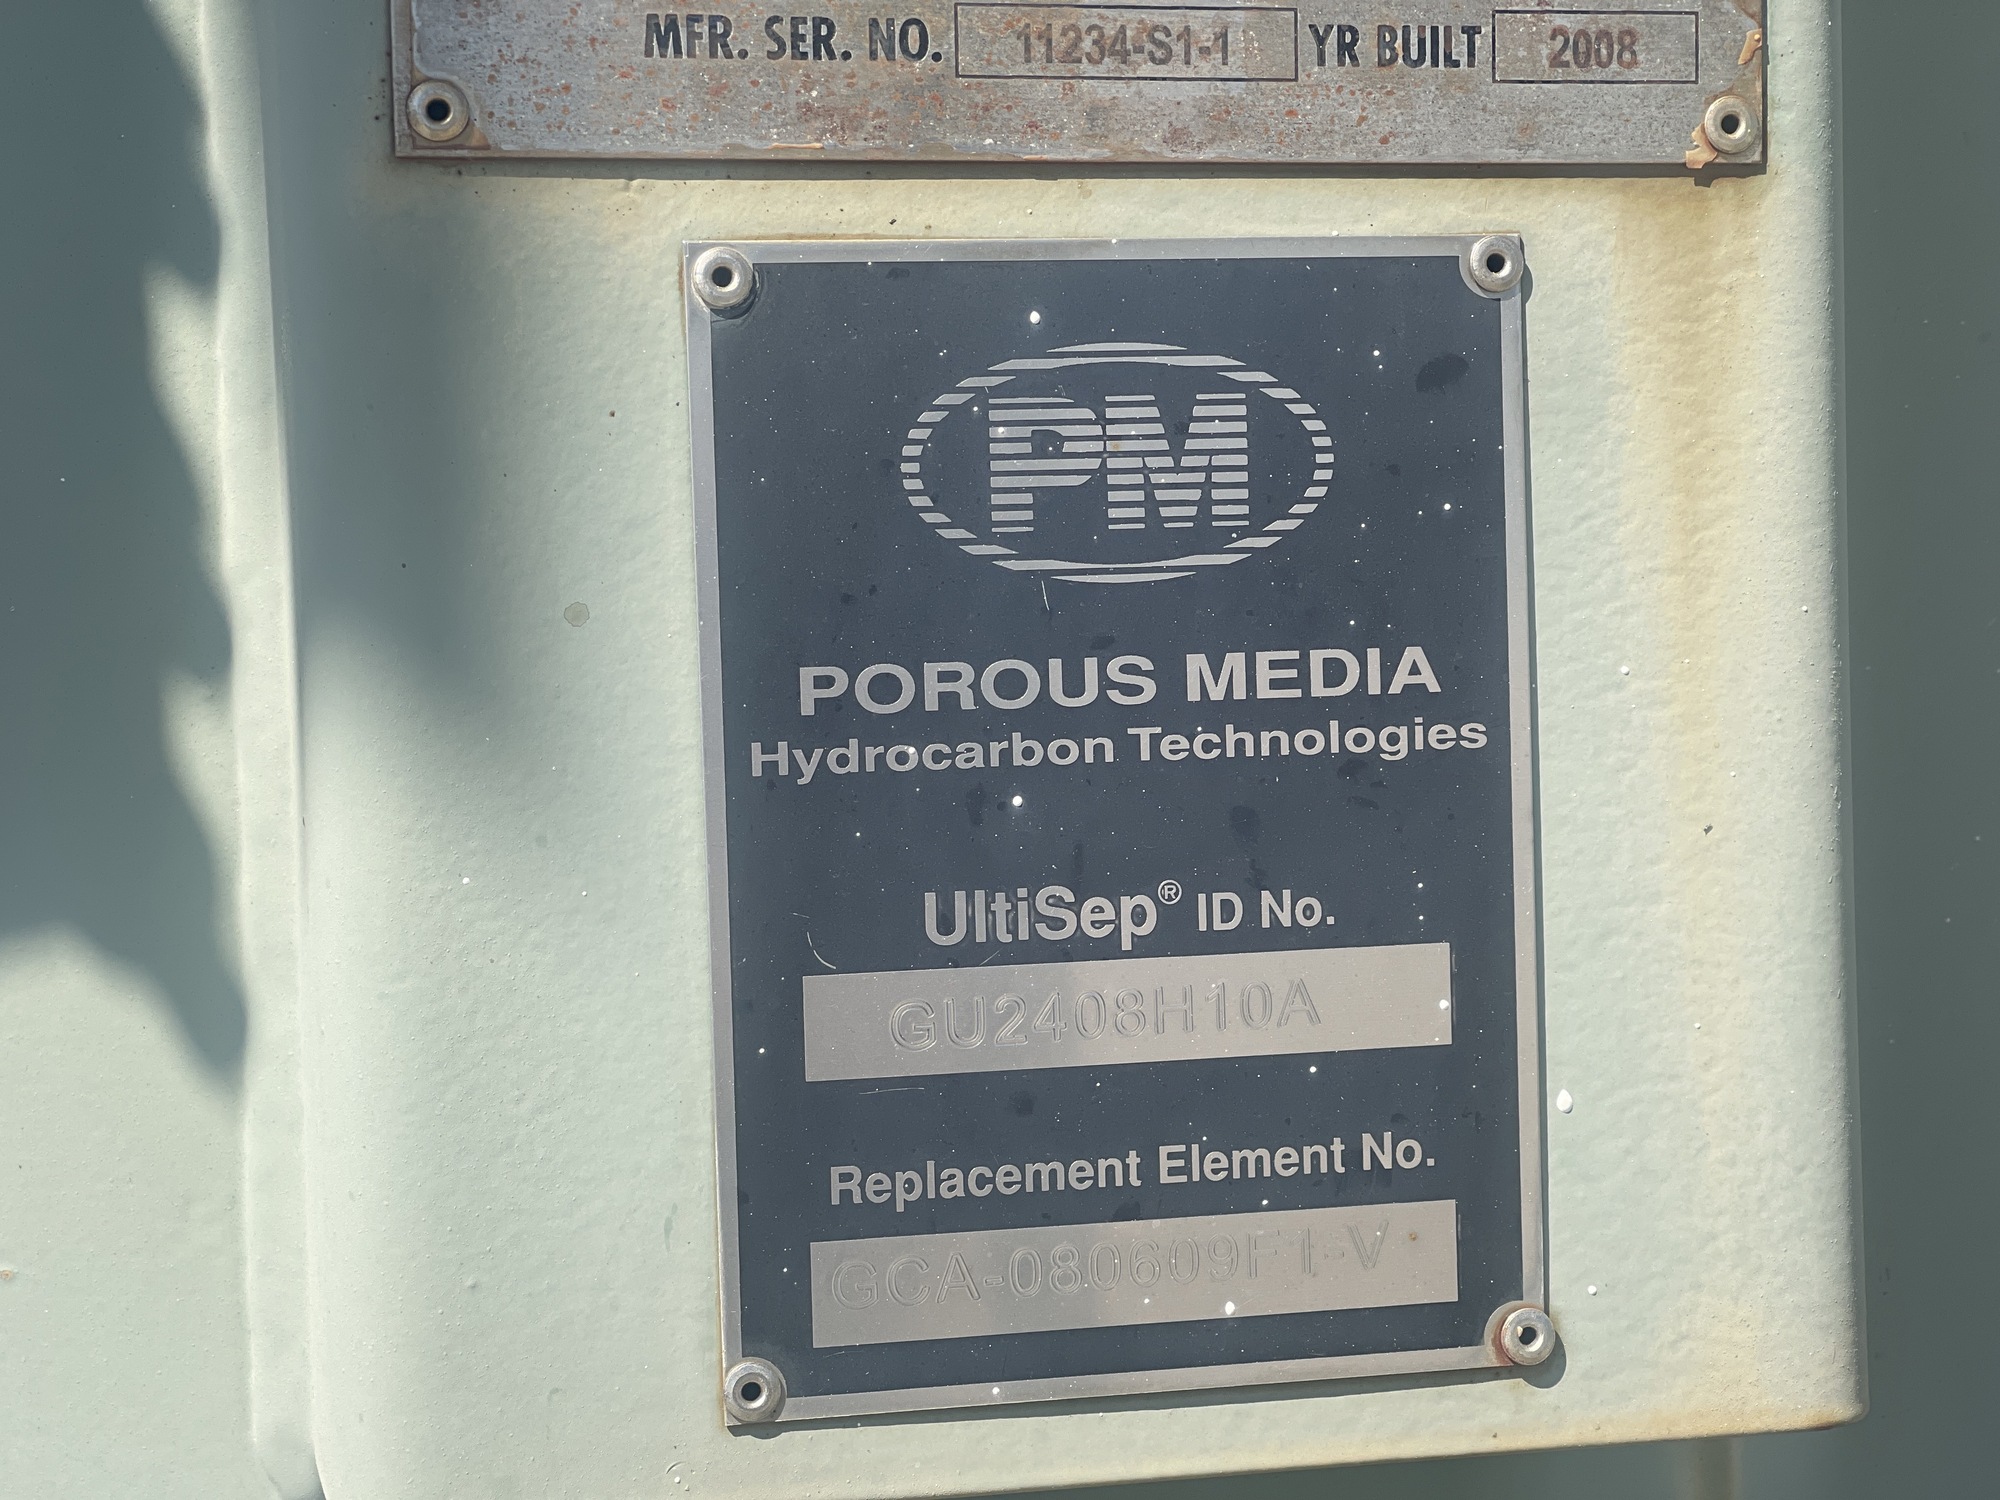 MFR. SER. NO. 11234-S1-1 YR BUILT 2008
PM
POROUS MEDIA
Hydrocarbon Technologies
UltiSep® ID No.
GU2408H10A
Replacement Element No.
GCA-080609F1-V